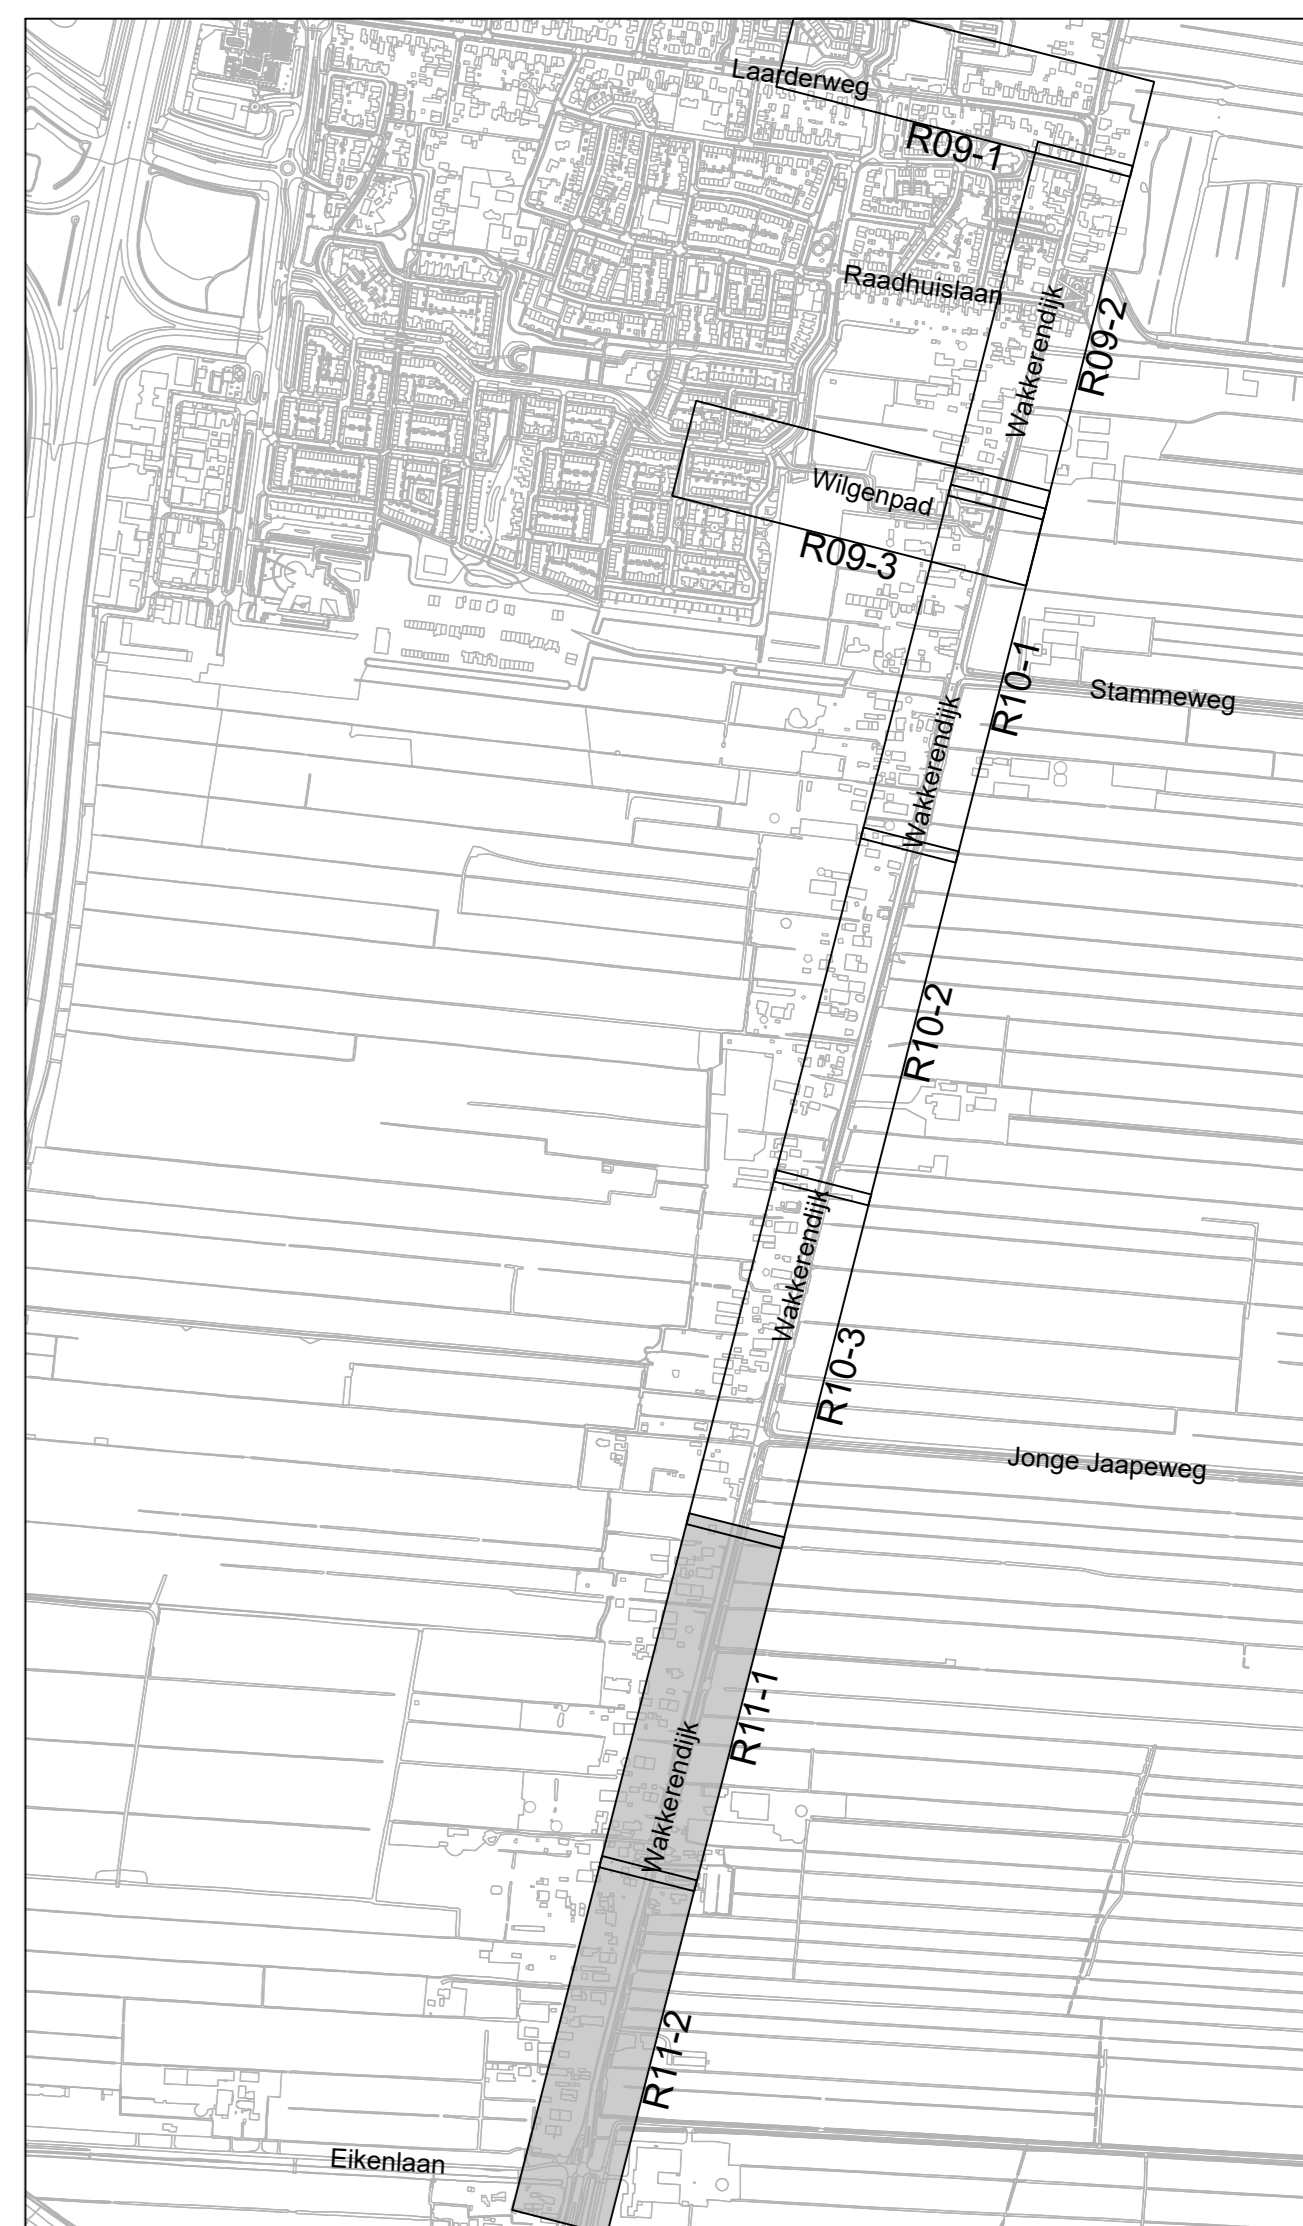 Laarderweg
R09-1
Raadhuislaan
Wakkerendijk
R09-2
Wilgenpad
R09-3
R10-1
Stammeweg
Wakkerendijk
R10-2
Wakkerendijk
R10-3
Jonge Jaapeweg
R11-1
Wakkerendijk
R11-2
Eikenlaan